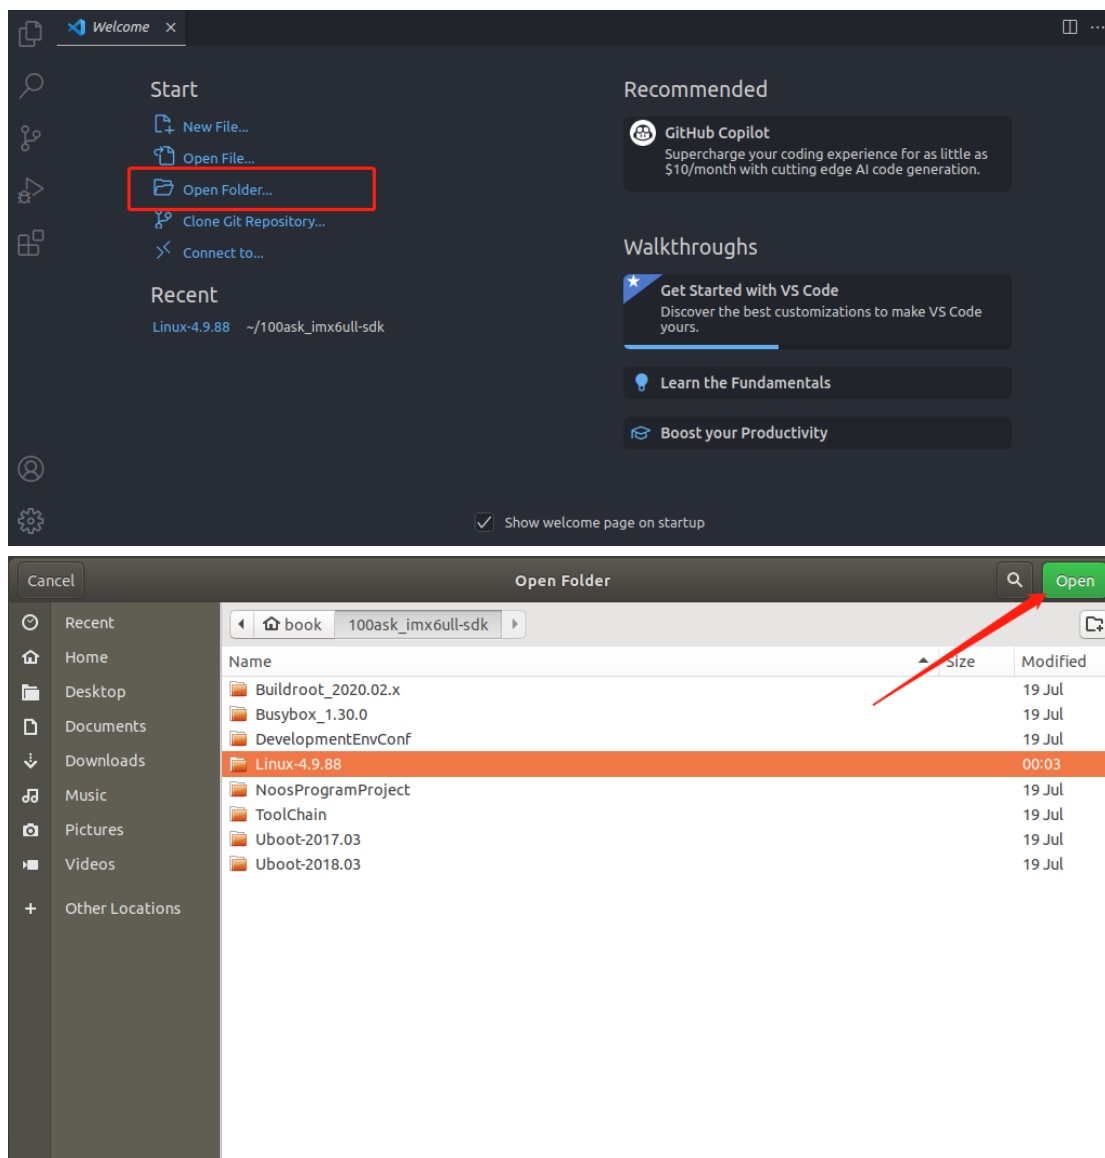 Welcome
Start
New File...
Open File...
Open Folder...
Clone Git Repository...
Connect to...
Recent
Linux-4.9.88 ~/100ask_imx6ull-sdk
Recommended
GitHub Copilot
Supercharge your coding experience for as little as
$10/month with cutting edge AI code generation.
Walkthroughs
Get Started with VS Code
Discover the best customizations to make VS Code
yours.
Learn the Fundamentals
Boost your Productivity
Show welcome page on startup
Cancel Open Folder Open
Recent
Home
Desktop
Documents
Downloads
Music
Pictures
Videos
Other Locations
book 100ask_imx6ull-sdk
Name Size Modified
Buildroot_2020.02.x 19 Jul
Busybox_1.30.0 19 Jul
DevelopmentEnvConf 19 Jul
Linux-4.9.88 00:03
NoosProgramProject 19 Jul
ToolChain 19 Jul
Uboot-2017.03 19 Jul
Uboot-2018.03 19 Jul